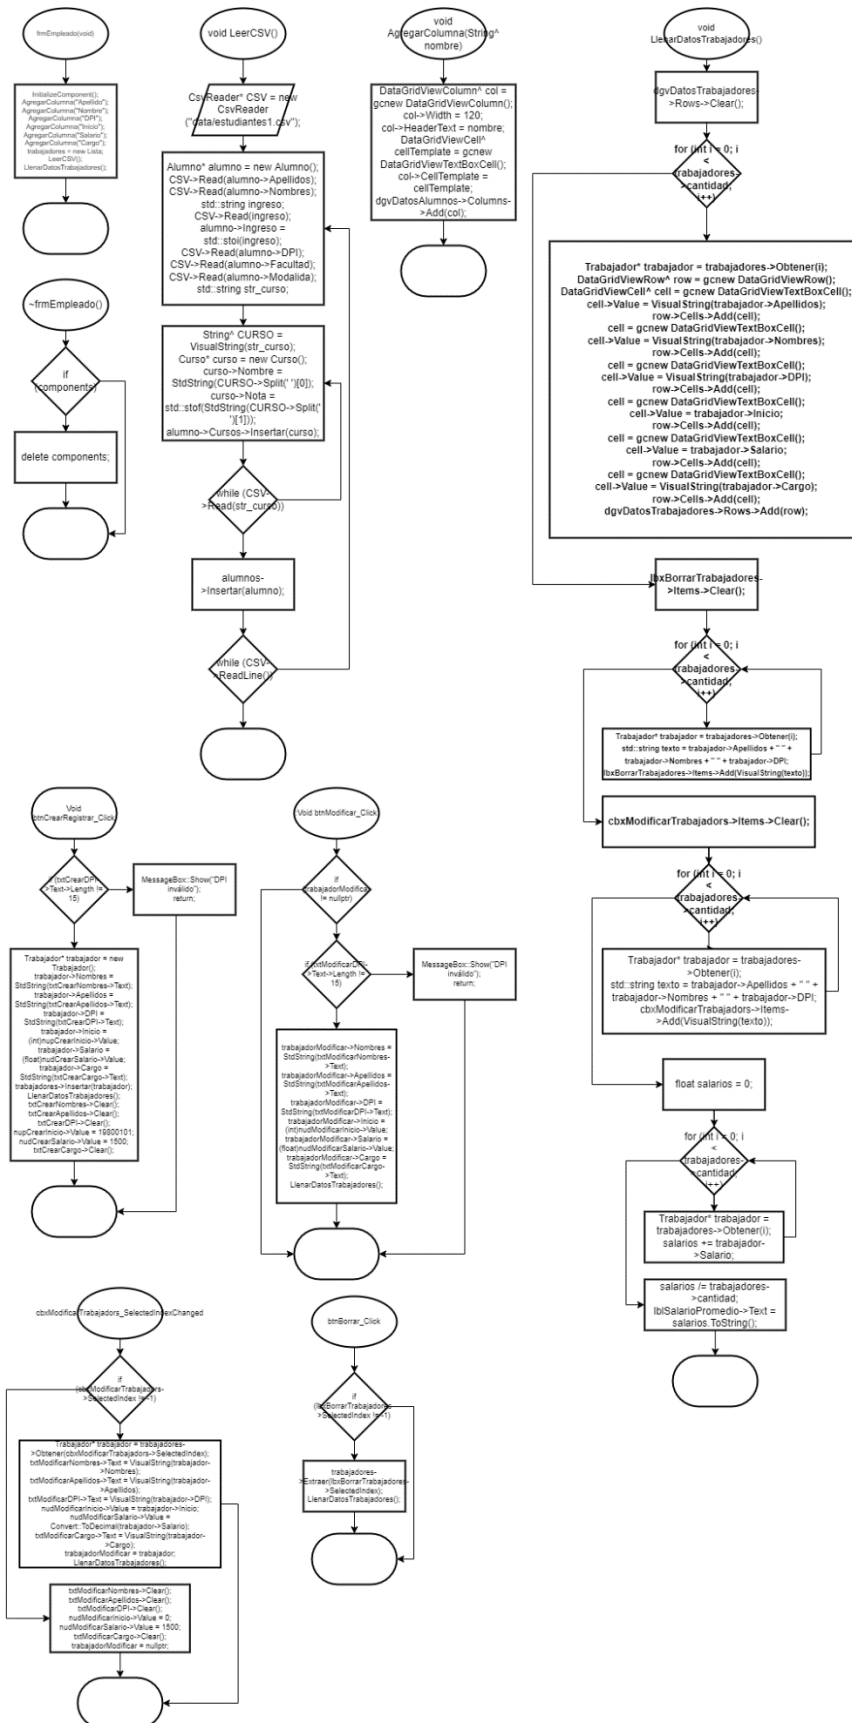 frmEmpleado(void)
InitializeComponent();
AgregarColumna("Apellido");
AgregarColumna("Nombre");
AgregarColumna("DPI");
AgregarColumna("Inicio");
AgregarColumna("Salario");
AgregarColumna("Cargo");
trabajadores = new Lista;
LeerCSV();
LlenarDatosTrabajadores();
~frmEmpleado()
if
(components)
delete components;
void LeerCSV()
CsvReader* CSV = new
CsvReader
("data/estudiantes1.csv");
Alumno* alumno = new Alumno();
CSV->Read(alumno->Apellidos);
CSV->Read(alumno->Nombres);
std::string ingreso;
CSV->Read(ingreso);
alumno->Ingreso =
std::stoi(ingreso);
CSV->Read(alumno->DPI);
CSV->Read(alumno->Facultad);
CSV->Read(alumno->Modalida);
std::string str_curso;
String^ CURSO =
VisualString(str_curso);
Curso* curso = new Curso();
curso->Nombre =
StdString(CURSO->Split(' ')[0]);
curso->Nota =
std::stof(StdString(CURSO->Split('
')[1]));
alumno->Cursos->Insertar(curso);
while (CSV-
>Read(str_curso))
alumnos-
>Insertar(alumno);
while (CSV-
>ReadLine())
void
AgregarColumna(String^
nombre)
DataGridViewColumn^ col =
gcnew DataGridViewColumn();
col->Width = 120;
col->HeaderText = nombre;
DataGridViewCell^
cellTemplate = gcnew
DataGridViewTextBoxCell();
col->CellTemplate =
cellTemplate;
dgvDatosAlumnos->Columns-
>Add(col);
void
LlenarDatosTrabajadores()
dgvDatosTrabajadores-
>Rows->Clear();
for (int i = 0; i
<
trabajadores-
>cantidad;
i++)
Trabajador* trabajador = trabajadores->Obtener(i);
DataGridViewRow^ row = gcnew DataGridViewRow();
DataGridViewCell^ cell = gcnew DataGridViewTextBoxCell();
cell->Value = VisualString(trabajador->Apellidos);
row->Cells->Add(cell);
cell = gcnew DataGridViewTextBoxCell();
cell->Value = VisualString(trabajador->Nombres);
row->Cells->Add(cell);
cell = gcnew DataGridViewTextBoxCell();
cell->Value = VisualString(trabajador->DPI);
row->Cells->Add(cell);
cell = gcnew DataGridViewTextBoxCell();
cell->Value = trabajador->Inicio;
row->Cells->Add(cell);
cell = gcnew DataGridViewTextBoxCell();
cell->Value = trabajador->Salario;
row->Cells->Add(cell);
cell = gcnew DataGridViewTextBoxCell();
cell->Value = VisualString(trabajador->Cargo);
row->Cells->Add(cell);
dgvDatosTrabajadores->Rows->Add(row);
lbxBorrarTrabajadores-
>Items->Clear();
for (int i = 0; i
<
trabajadores-
>cantidad;
i++)
Trabajador* trabajador = trabajadores->Obtener(i);
std::string texto = trabajador->Apellidos + " " +
trabajador->Nombres + " " + trabajador->DPI;
lbxBorrarTrabajadores->Items->Add(VisualString(texto));
cbxModificarTrabajadors->Items->Clear();
for (int i = 0; i
<
trabajadores-
>cantidad;
i++)
Trabajador* trabajador = trabajadores-
>Obtener(i);
std::string texto = trabajador->Apellidos + " " +
trabajador->Nombres + " " + trabajador->DPI;
cbxModificarTrabajadors->Items-
>Add(VisualString(texto));
float salarios = 0;
for (int i = 0; i
<
trabajadores-
>cantidad;
i++)
Trabajador* trabajador =
trabajadores->Obtener(i);
salarios += trabajador-
>Salario;
salarios /= trabajadores-
>cantidad;
lblSalarioPromedio->Text =
salarios.ToString();
Void
btnCrearRegistrar_Click
if (txtCrearDPI-
>Text->Length !=
15)
MessageBox::Show("DPI
inválido");
return;
Trabajador* trabajador = new
Trabajador();
trabajador->Nombres =
StdString(txtCrearNombres->Text);
trabajador->Apellidos =
StdString(txtCrearApellidos->Text);
trabajador->DPI =
StdString(txtCrearDPI->Text);
trabajador->Inicio =
(int)nupCrearInicio->Value;
trabajador->Salario =
(float)nudCrearSalario->Value;
trabajador->Cargo =
StdString(txtCrearCargo->Text);
trabajadores->Insertar(trabajador);
LlenarDatosTrabajadores();
txtCrearNombres->Clear();
txtCrearApellidos->Clear();
txtCrearDPI->Clear();
nupCrearInicio->Value = 19800101;
nudCrearSalario->Value = 1500;
txtCrearCargo->Clear();
:Void btnModificar_Click
if
(trabajadorModificar
!= nullptr)
if (txtModificarDPI-
>Text->Length !=
15)
MessageBox::Show("DPI
inválido");
return;
trabajadorModificar->Nombres =
StdString(txtModificarNombres-
>Text);
trabajadorModificar->Apellidos =
StdString(txtModificarApellidos-
>Text);
trabajadorModificar->DPI =
StdString(txtModificarDPI->Text);
trabajadorModificar->Inicio =
(int)nudModificarInicio->Value;
trabajadorModificar->Salario =
(float)nudModificarSalario->Value;
trabajadorModificar->Cargo =
StdString(txtModificarCargo-
>Text);
LlenarDatosTrabajadores();
cbxModificarTrabajadors_SelectedIndexChanged
if
(cbxModificarTrabajadors-
>SelectedIndex != -1)
Trabajador* trabajador = trabajadores-
>Obtener(cbxModificarTrabajadors->SelectedIndex);
txtModificarNombres->Text = VisualString(trabajador-
>Nombres);
txtModificarApellidos->Text = VisualString(trabajador-
>Apellidos);
txtModificarDPI->Text = VisualString(trabajador->DPI);
nudModificarInicio->Value = trabajador->Inicio;
nudModificarSalario->Value =
Convert::ToDecimal(trabajador->Salario);
txtModificarCargo->Text = VisualString(trabajador-
>Cargo);
trabajadorModificar = trabajador;
LlenarDatosTrabajadores();
txtModificarNombres->Clear();
txtModificarApellidos->Clear();
txtModificarDPI->Clear();
nudModificarInicio->Value = 0;
nudModificarSalario->Value = 1500;
txtModificarCargo->Clear();
trabajadorModificar = nullptr;
btnBorrar_Click
if
(lbxBorrarTrabajadores-
>SelectedIndex != -1)
trabajadores-
>Extraer(lbxBorrarTrabajadores-
>SelectedIndex);
LlenarDatosTrabajadores();